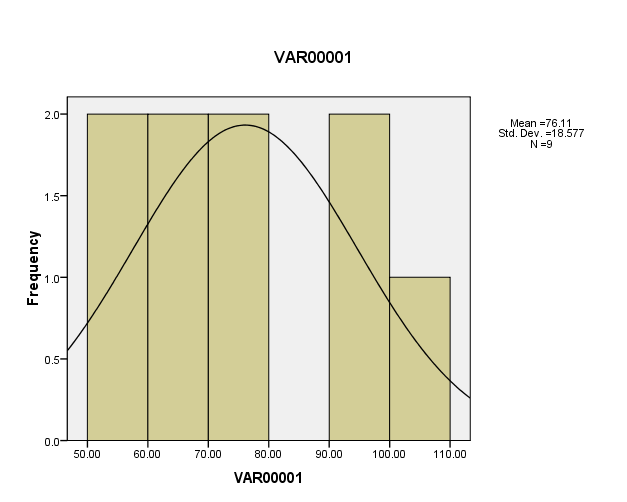 VAR00001
Mean =76.11
Std. Dev. =18.577
N =9
2.0
1.5
1.0
0.5
0.0
Frequency
50.00 60.00 70.00 80.00 90.00 100.00 110.00
VAR00001